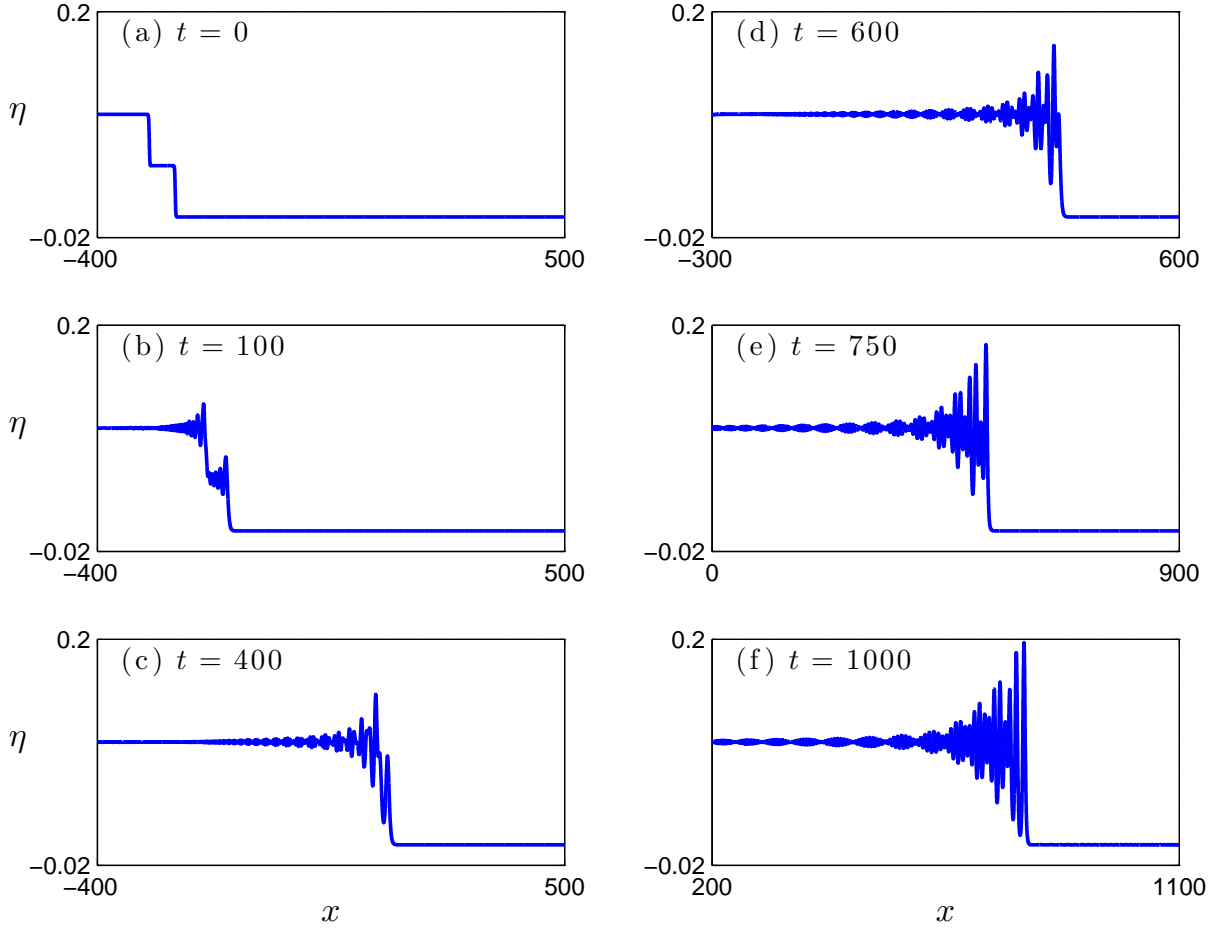 0.2
(a) t = 0
η
−0.02
−400 500
0.2
(b) t = 100
η
−0.02
−400 500
0.2
(c) t = 400
η
−0.02
−400 500
x
0.2
(d) t = 600
−0.02
−300 600
0.2
(e) t = 750
−0.02
0 900
0.2
(f) t = 1000
−0.02
200 1100
x